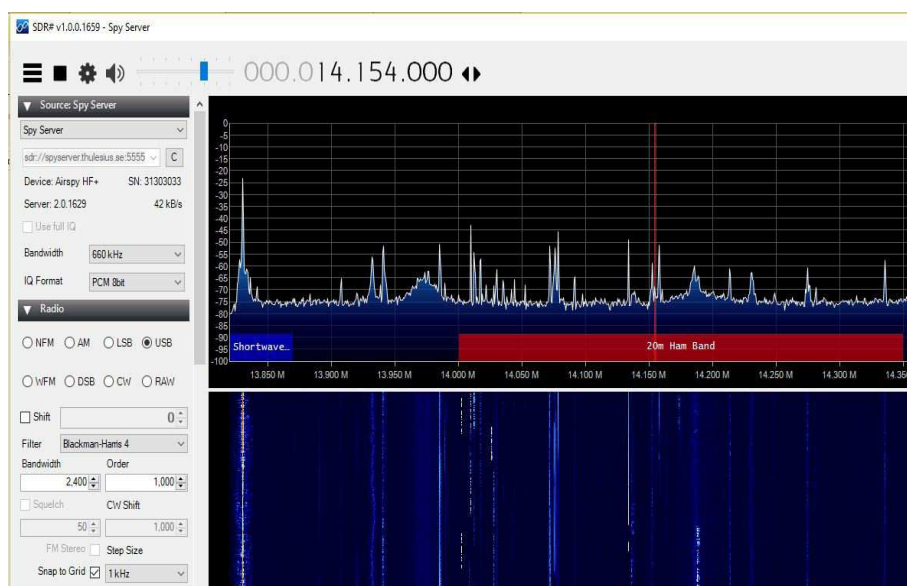 SDR# v1.0.0.1659 - Spy Server
000.014.154.000
Source: Spy Server
Spy Server
sdr://spyserver.thulesius.se:5555 C
Device: Airspy HF+ SN: 31303033
Server: 2.0.1629 42 kB/s
Use full IQ
Bandwidth 660 kHz
IQ Format PCM 8bit
Radio
NFM AM LSB USB
WFM DSB CW RAW
Shift 0
Filter Blackman-Harris 4
Bandwidth Order
2,400 1,000
Squelch CW Shift
50 1,000
FM Stereo Step Size
Snap to Grid 1 kHz
0
-5
-10
-15
-20
-25
-30
-35
-40
-45
-50
-55
-60
-65
-70
-75
-80
-85
-90
-95
-100
Shortwave… 20m Ham Band
13.850 M 13.900 M 13.950 M 14.000 M 14.050 M 14.100 M 14.150 M 14.200 M 14.250 M 14.300 M 14.350